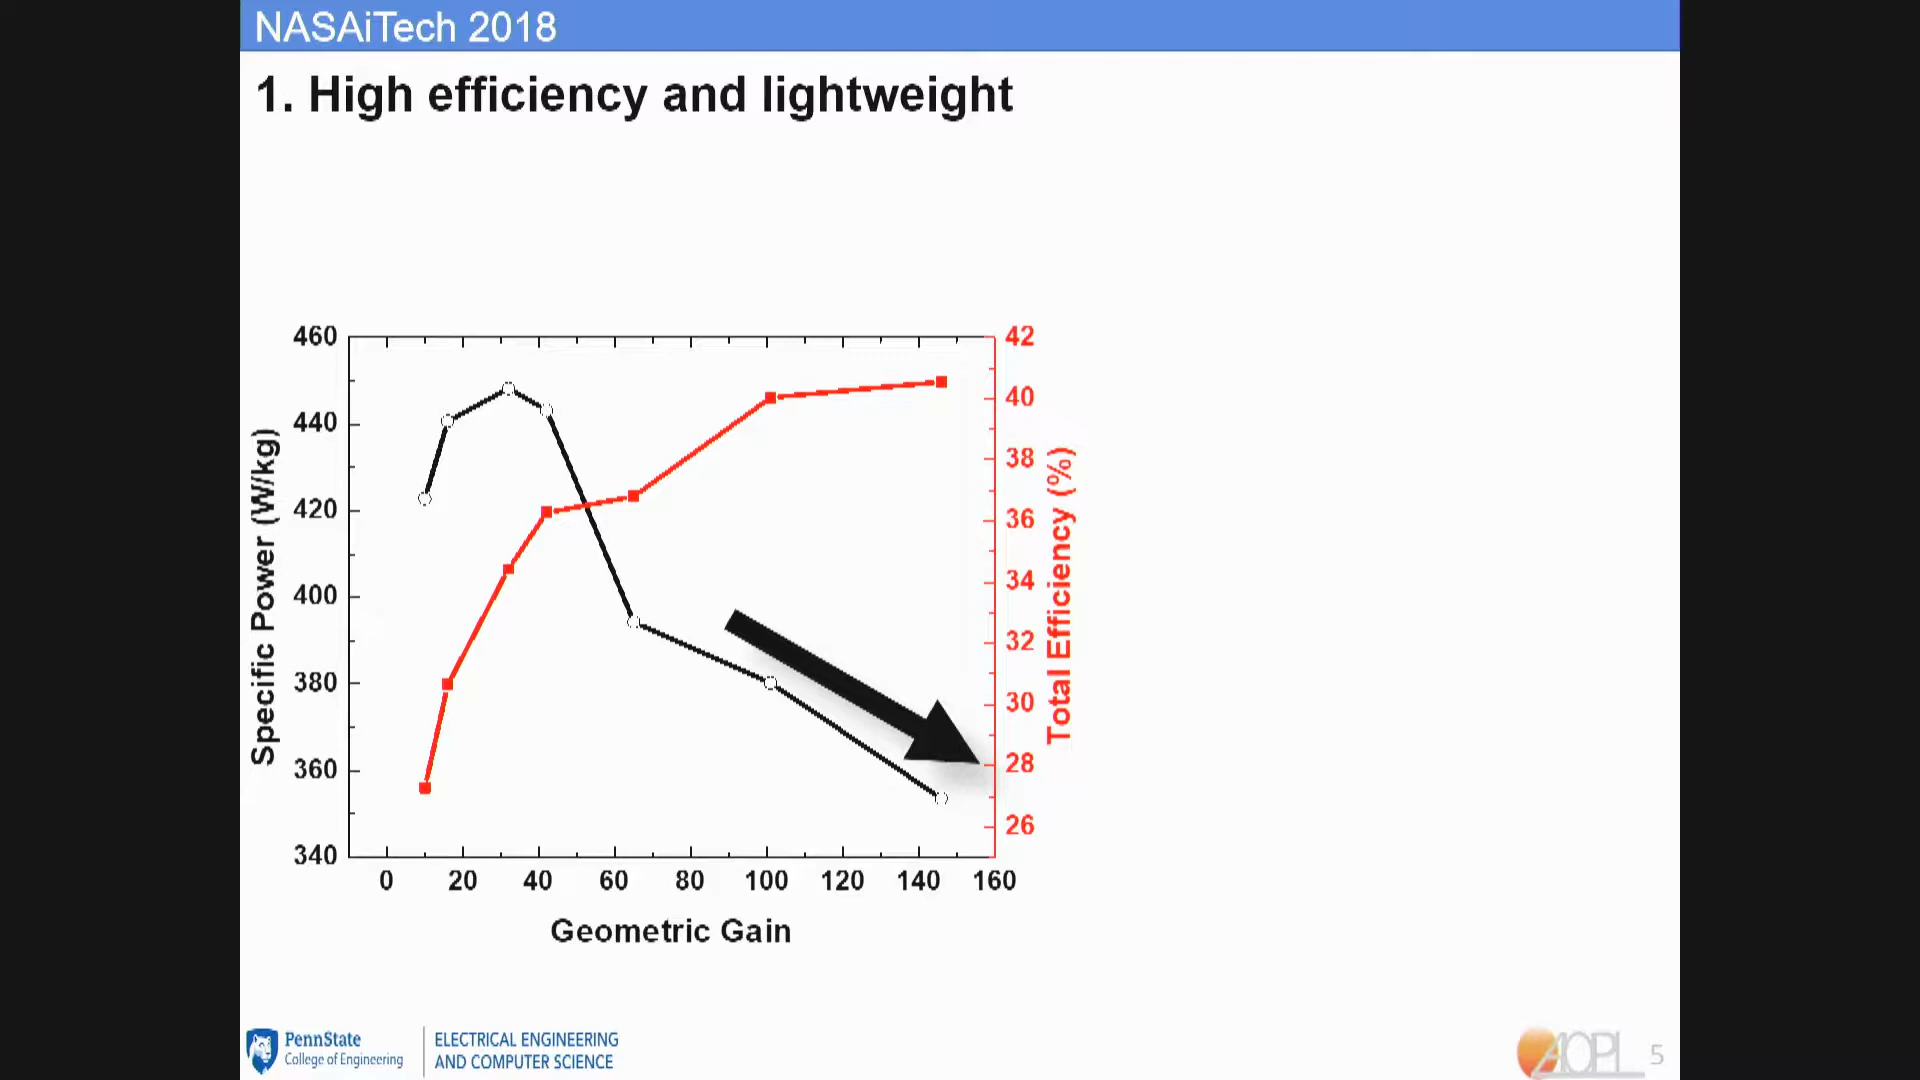 NASAiTech 2018
1. High efficiency and lightweight
460
440
420
400
380
360
340
Specific Power (W/kg)
42
40
38
36
34
32
30
28
26
Total Efficiency (%)
0 20 40 60 80 100 120 140 160
Geometric Gain
PennState
College of Engineering
ELECTRICAL ENGINEERING
AND COMPUTER SCIENCE
AOPL
5